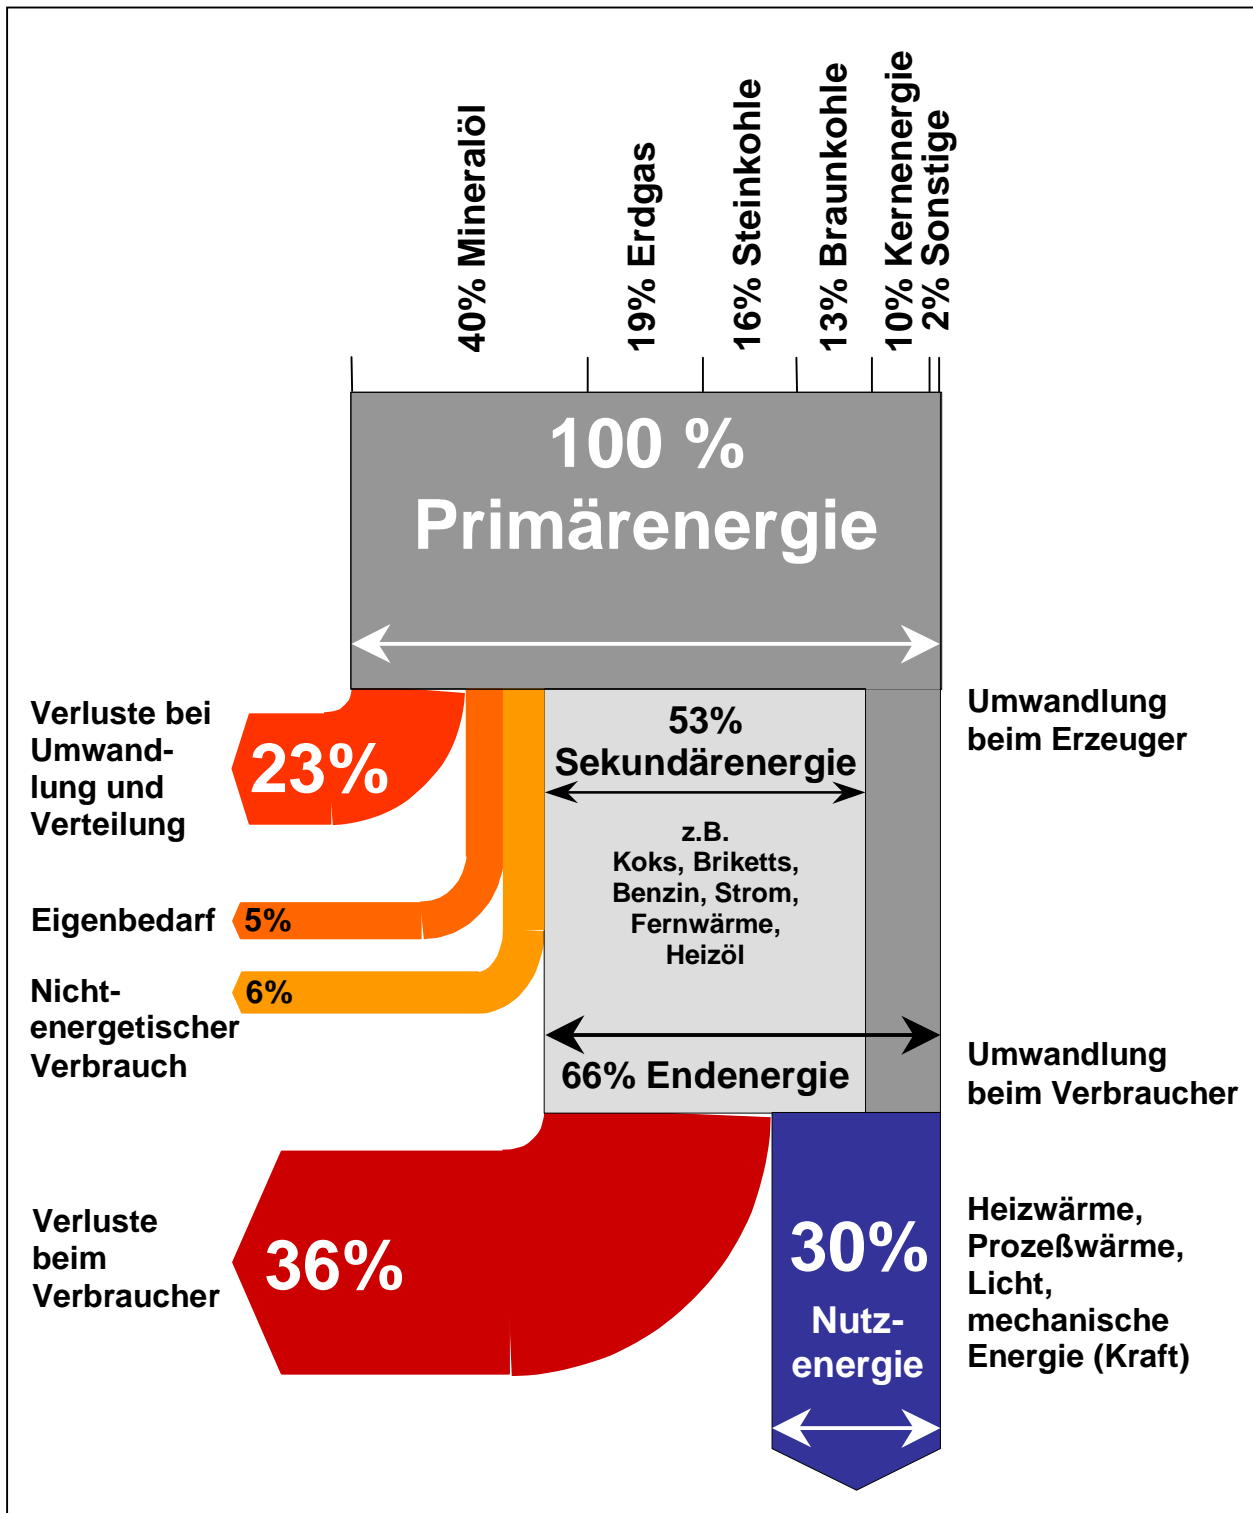 40% Mineralöl
19% Erdgas
16% Steinkohle
13% Braunkohle
10% Kernenergie
2% Sonstige
100 %
Primärenergie
Verluste bei
Umwand-
lung und
Verteilung
23%
53%
Sekundärenergie
z.B.
Koks, Briketts,
Benzin, Strom,
Fernwärme,
Heizöl
Umwandlung
beim Erzeuger
Eigenbedarf
5%
Nicht-
energetischer
Verbrauch
6%
66% Endenergie
Umwandlung
beim Verbraucher
Verluste
beim
Verbraucher
36%
30%
Nutz-
energie
Heizwärme,
Prozeßwärme,
Licht,
mechanische
Energie (Kraft)